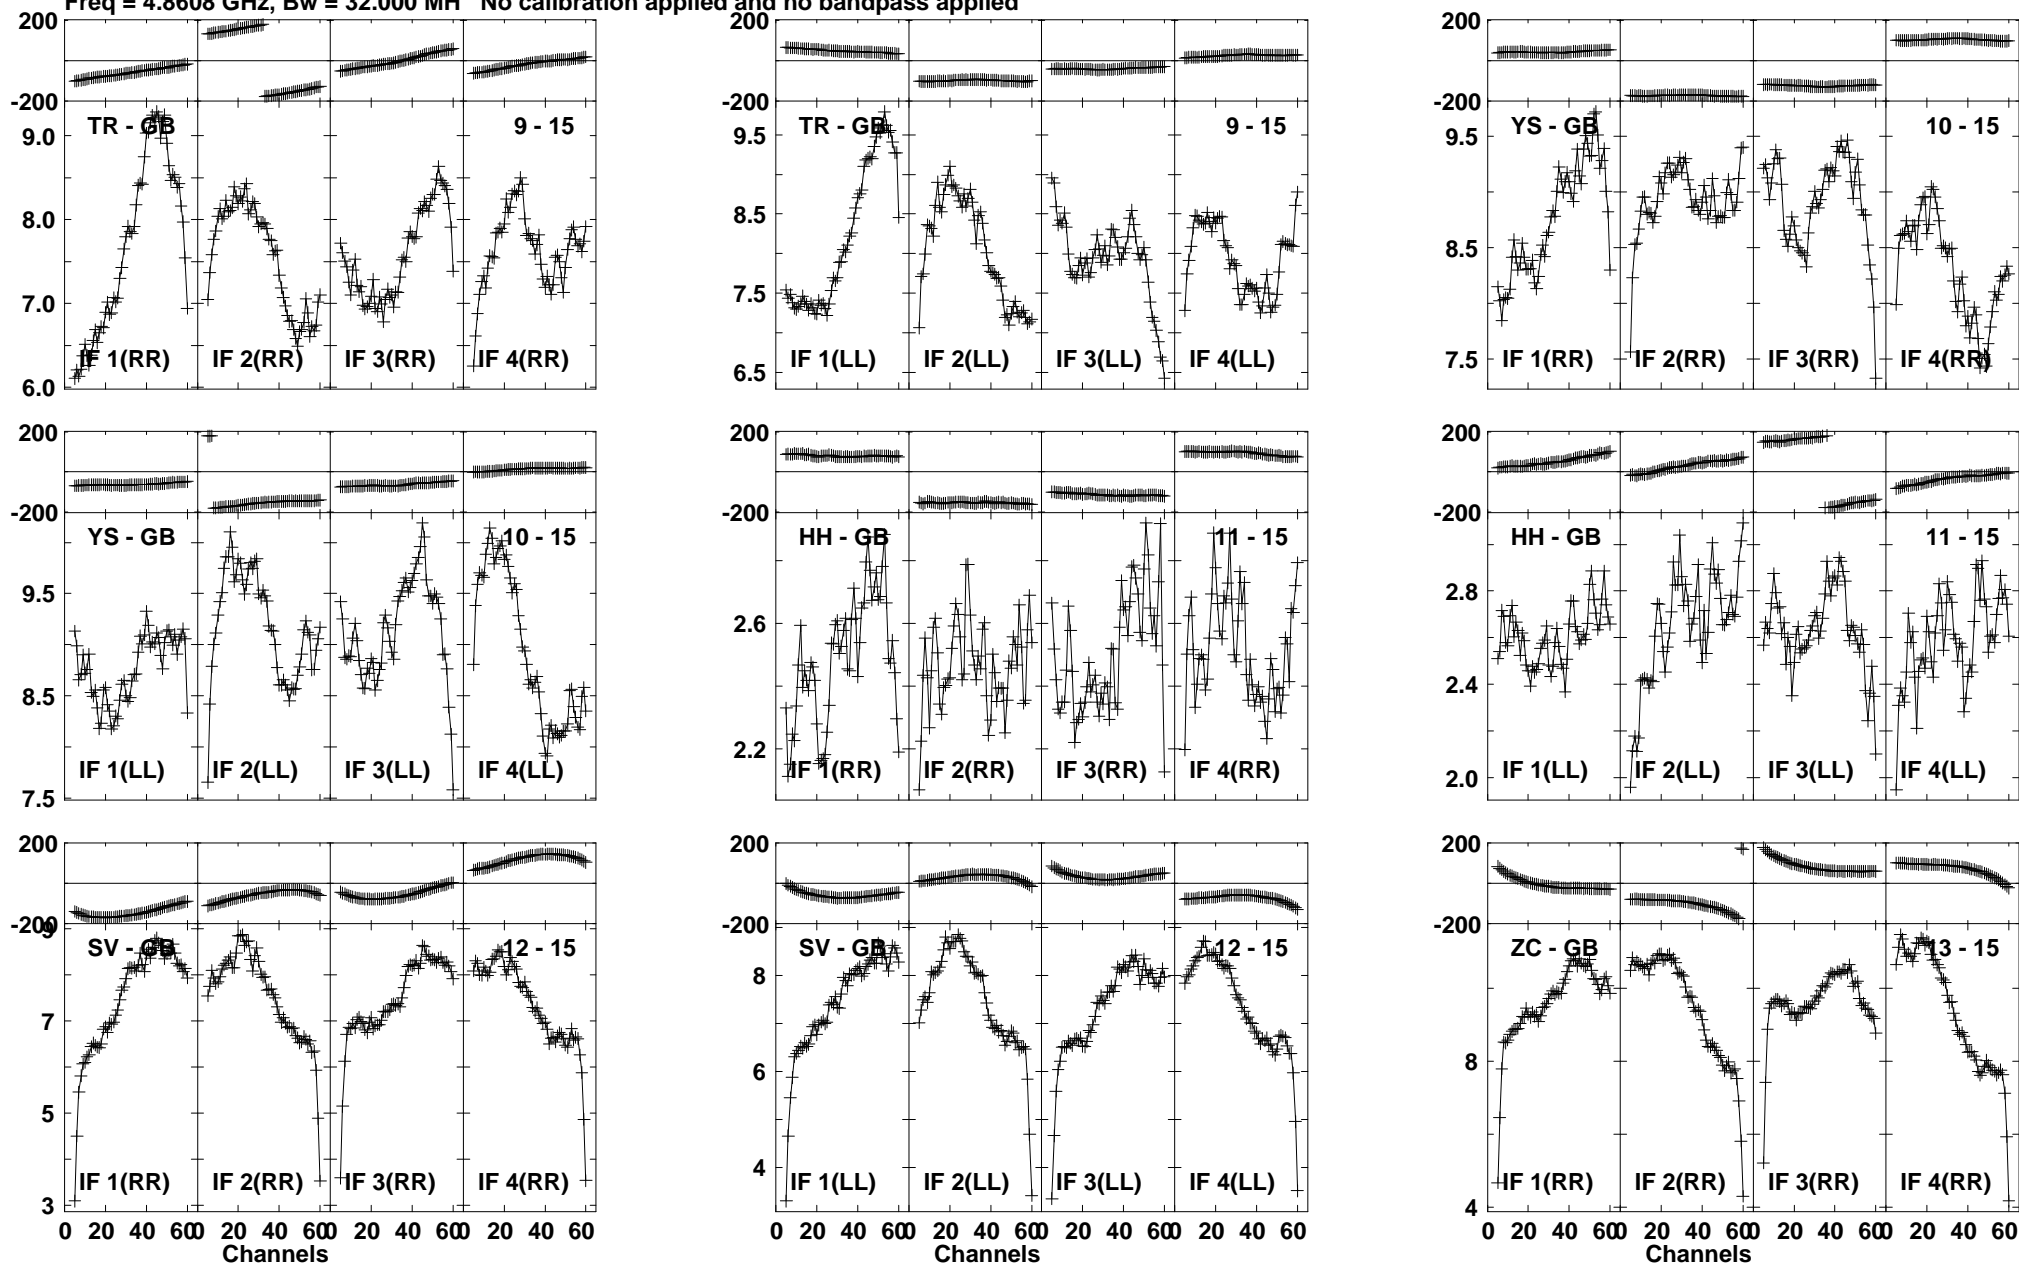 Freq = 4.8608 GHz, Bw = 32.000 MH No calibration applied and no bandpass applied
200 200 200
-200 -200 -200
TR - GB 9 - 15 TR - GB 9 - 15 YS - GB 10 - 15
9.0 9.5 9.5
8.0 8.5 8.5
7.0 7.5 7.5
6.0 6.5
IF 1(RR) IF 2(RR) IF 3(RR) IF 4(RR) IF 1(LL) IF 2(LL) IF 3(LL) IF 4(LL) IF 1(RR) IF 2(RR) IF 3(RR) IF 4(RR)
200 200 200
-200 -200 -200
YS - GB 10 - 15 HH - GB 11 - 15 HH - GB 11 - 15
9.5 2.6 2.8
8.5 2.2 2.4
7.5 2.0
IF 1(LL) IF 2(LL) IF 3(LL) IF 4(LL) IF 1(RR) IF 2(RR) IF 3(RR) IF 4(RR) IF 1(LL) IF 2(LL) IF 3(LL) IF 4(LL)
200 200 200
-200 -200 -200
SV - GB 12 - 15 SV - GB 12 - 15 ZC - GB 13 - 15
9 8 8
7 6 4
5 4
3
IF 1(RR) IF 2(RR) IF 3(RR) IF 4(RR) IF 1(LL) IF 2(LL) IF 3(LL) IF 4(LL) IF 1(RR) IF 2(RR) IF 3(RR) IF 4(RR)
0 20 40 60 0 20 40 60 0 20 40 60 0 20 40 60 0 20 40 60 0 20 40 60 0 20 40 60 0 20 40 60 0 20 40 60 0 20 40 60 0 20 40 60 0 20 40 60
Channels Channels Channels